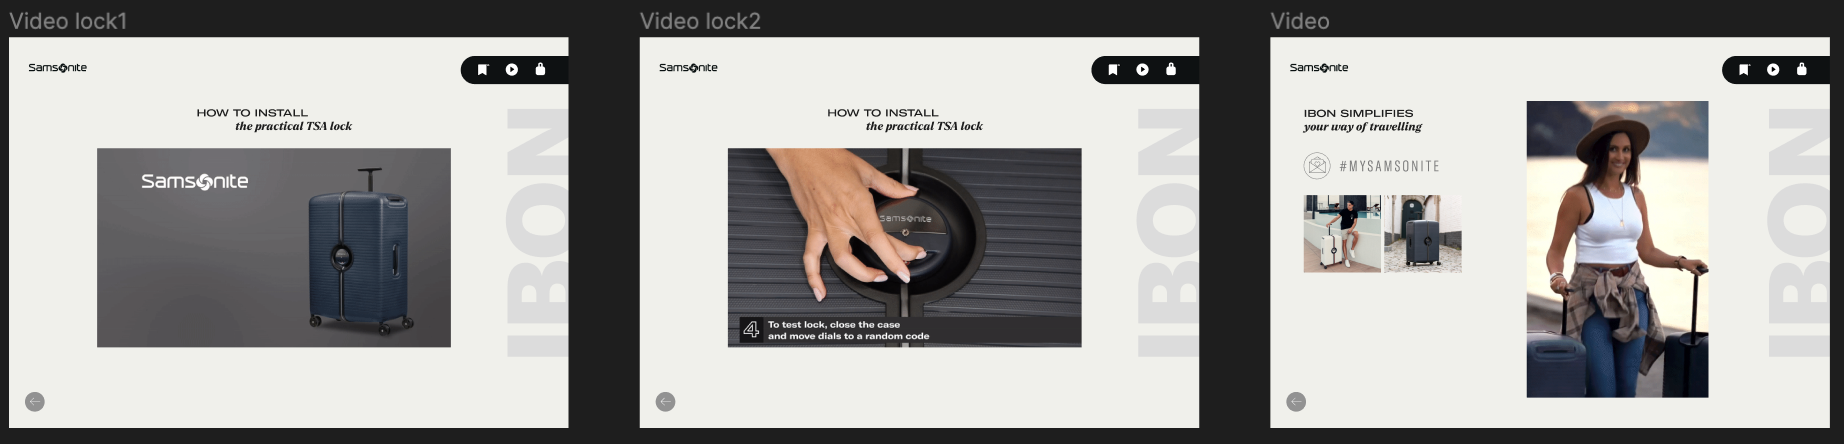 Video lock1
Samsonite
HOW TO INSTALL
the practical TSA lock
Samsonite
IBON
Video lock2
Samsonite
HOW TO INSTALL
the practical TSA lock
Samsonite
4
To test lock, close the case
and move dials to a random code
IBON
Video
Samsonite
IBON SIMPLIFIES
your way of travelling
#MYSAMSONITE
IBON